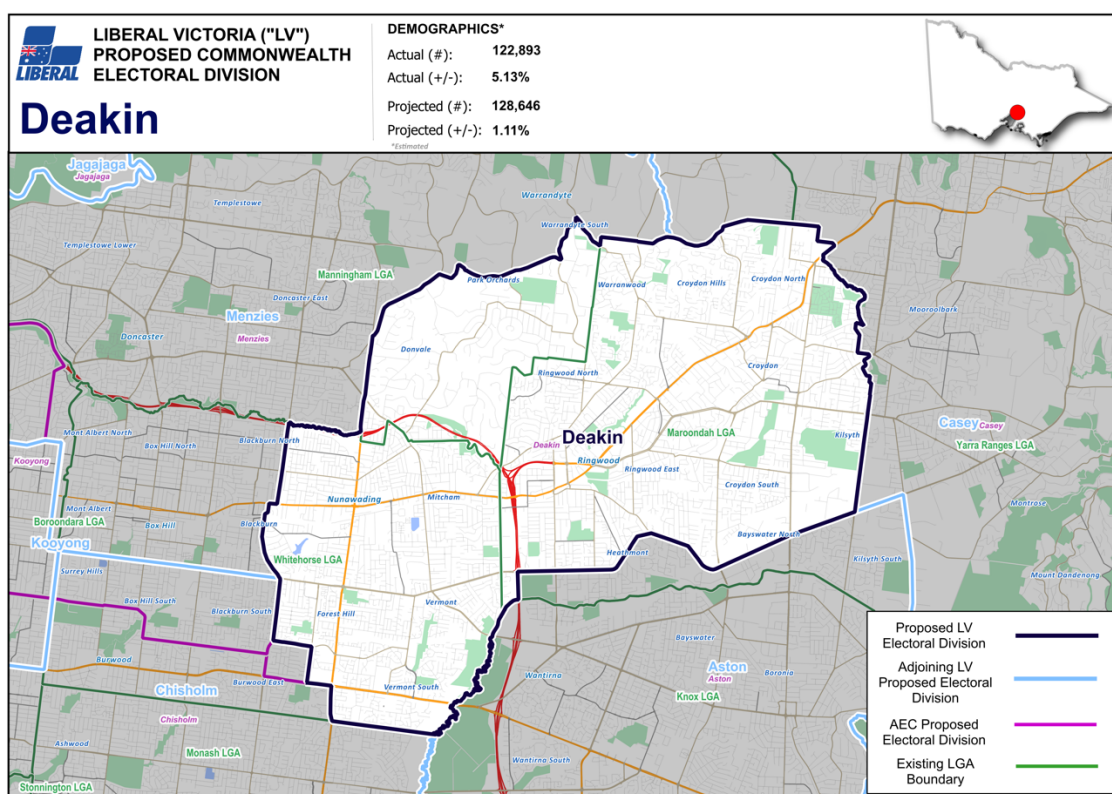 LIBERAL
LIBERAL VICTORIA ("LV")
PROPOSED COMMONWEALTH
ELECTORAL DIVISION
Deakin
DEMOGRAPHICS*
Actual (#): 122,893
Actual (+/-): 5.13%
Projected (#): 128,646
Projected (+/-): 1.11%
*Estimated
Jagajaga
Jagajaga
Templestowe
Warrandyte
Warrandyte South
Templestowe Lower
Manningham LGA
Park Orchards
Warranwood
Croydon Hills
Croydon North
Doncaster East
Menzies
Menzies
Mooroolbark
Doncaster
Donvale
Ringwood North
Croydon
Mont Albert North
Box Hill North
Blackburn North
Deakin
Deakin
Maroondah LGA
Kilsyth
Casey
Casey
Yarra Ranges LGA
Kooyong
Ringwood
Ringwood East
Nunawading
Mitcham
Croydon South
Mont Albert
Boroondara LGA
Box Hill
Blackburn
Montrose
Kooyong
Bayswater North
Surrey Hills
Whitehorse LGA
Heathmont
Kilsyth South
Mount Dandenong
Box Hill South
Blackburn South
Forest Hill
Vermont
Bayswater
Burwood
Burwood East
Vermont South
Wantirna
Aston
Aston
Boronia
Chisholm
Knox LGA
Chisholm
Ashwood
Monash LGA
Wantirna South
Stonnington LGA
Proposed LV
Electoral Division
Adjoining LV
Proposed Electoral
Division
AEC Proposed
Electoral Division
Existing LGA
Boundary